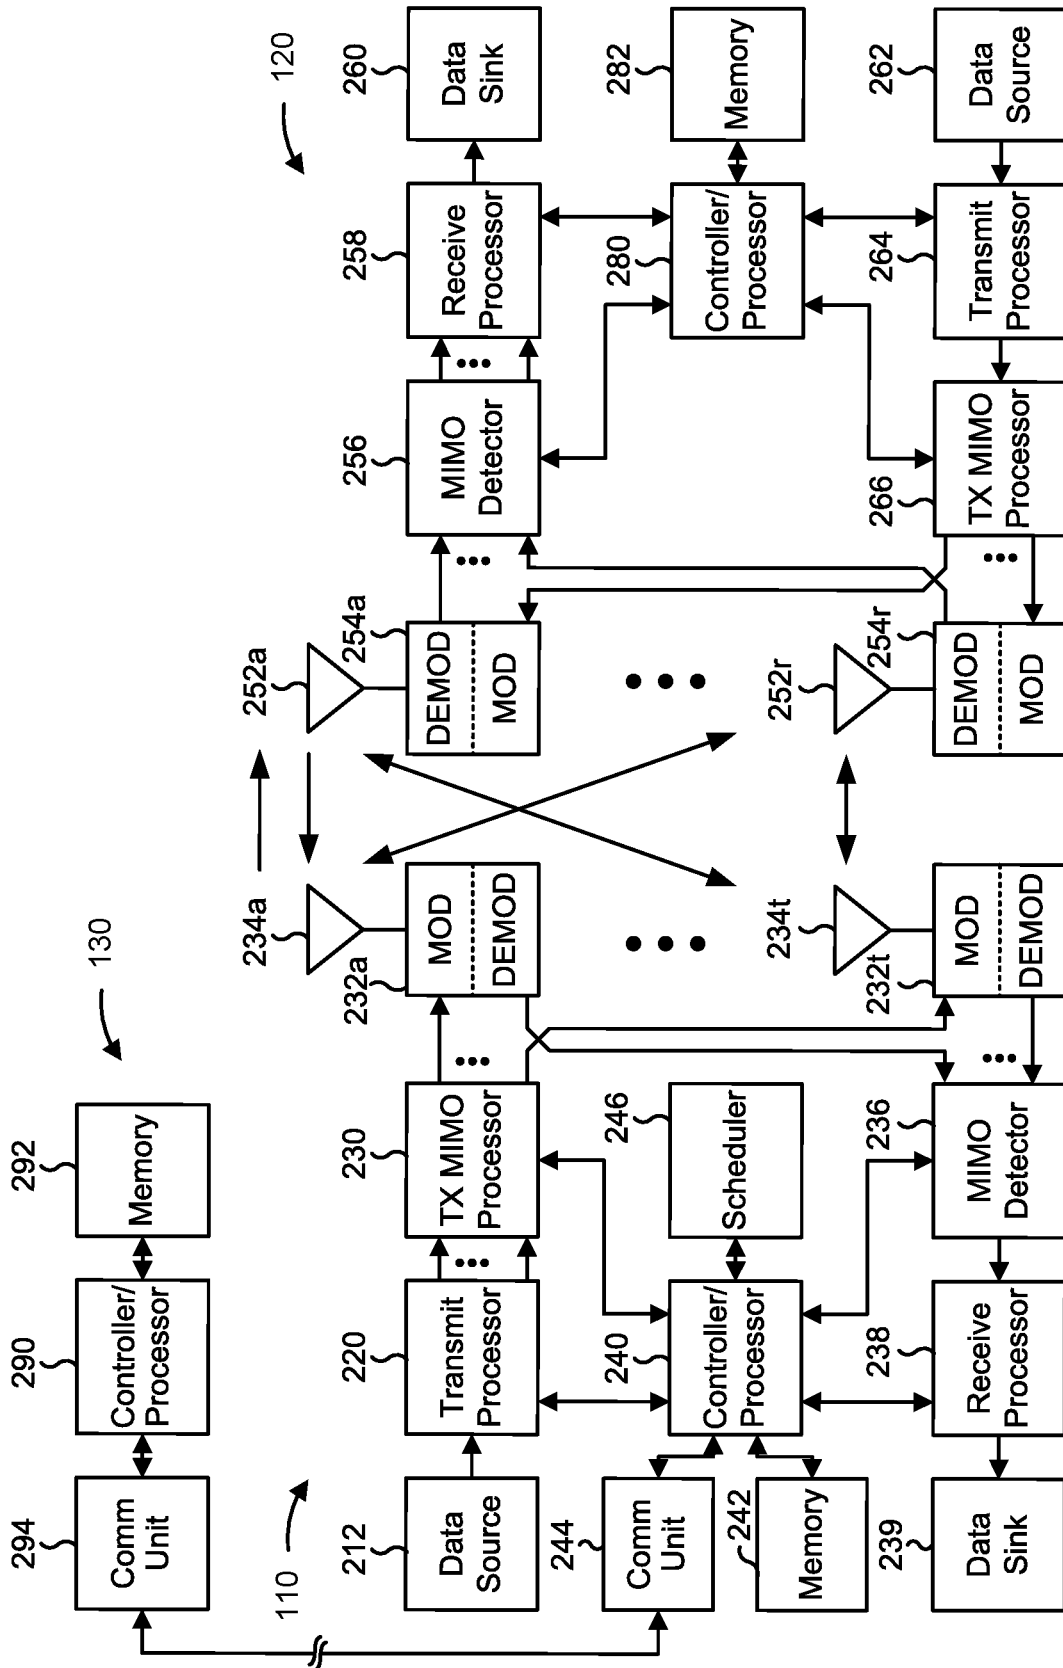 130
294
290
292
Comm
Unit
Controller/
Processor
Memory
110
120
234a
252a
212
220
230
232a
254a
256
258
260
Data
Source
Transmit
Processor
TX MIMO
Processor
MOD
DEMOD
DEMOD
MOD
MIMO
Detector
Receive
Processor
Data
Sink
244
240
246
280
282
Comm
Unit
Controller/
Processor
Scheduler
Controller/
Processor
Memory
242
Memory
234t
252r
239
238
236
232t
254r
266
264
262
Data
Sink
Receive
Processor
MIMO
Detector
MOD
DEMOD
DEMOD
MOD
TX MIMO
Processor
Transmit
Processor
Data
Source